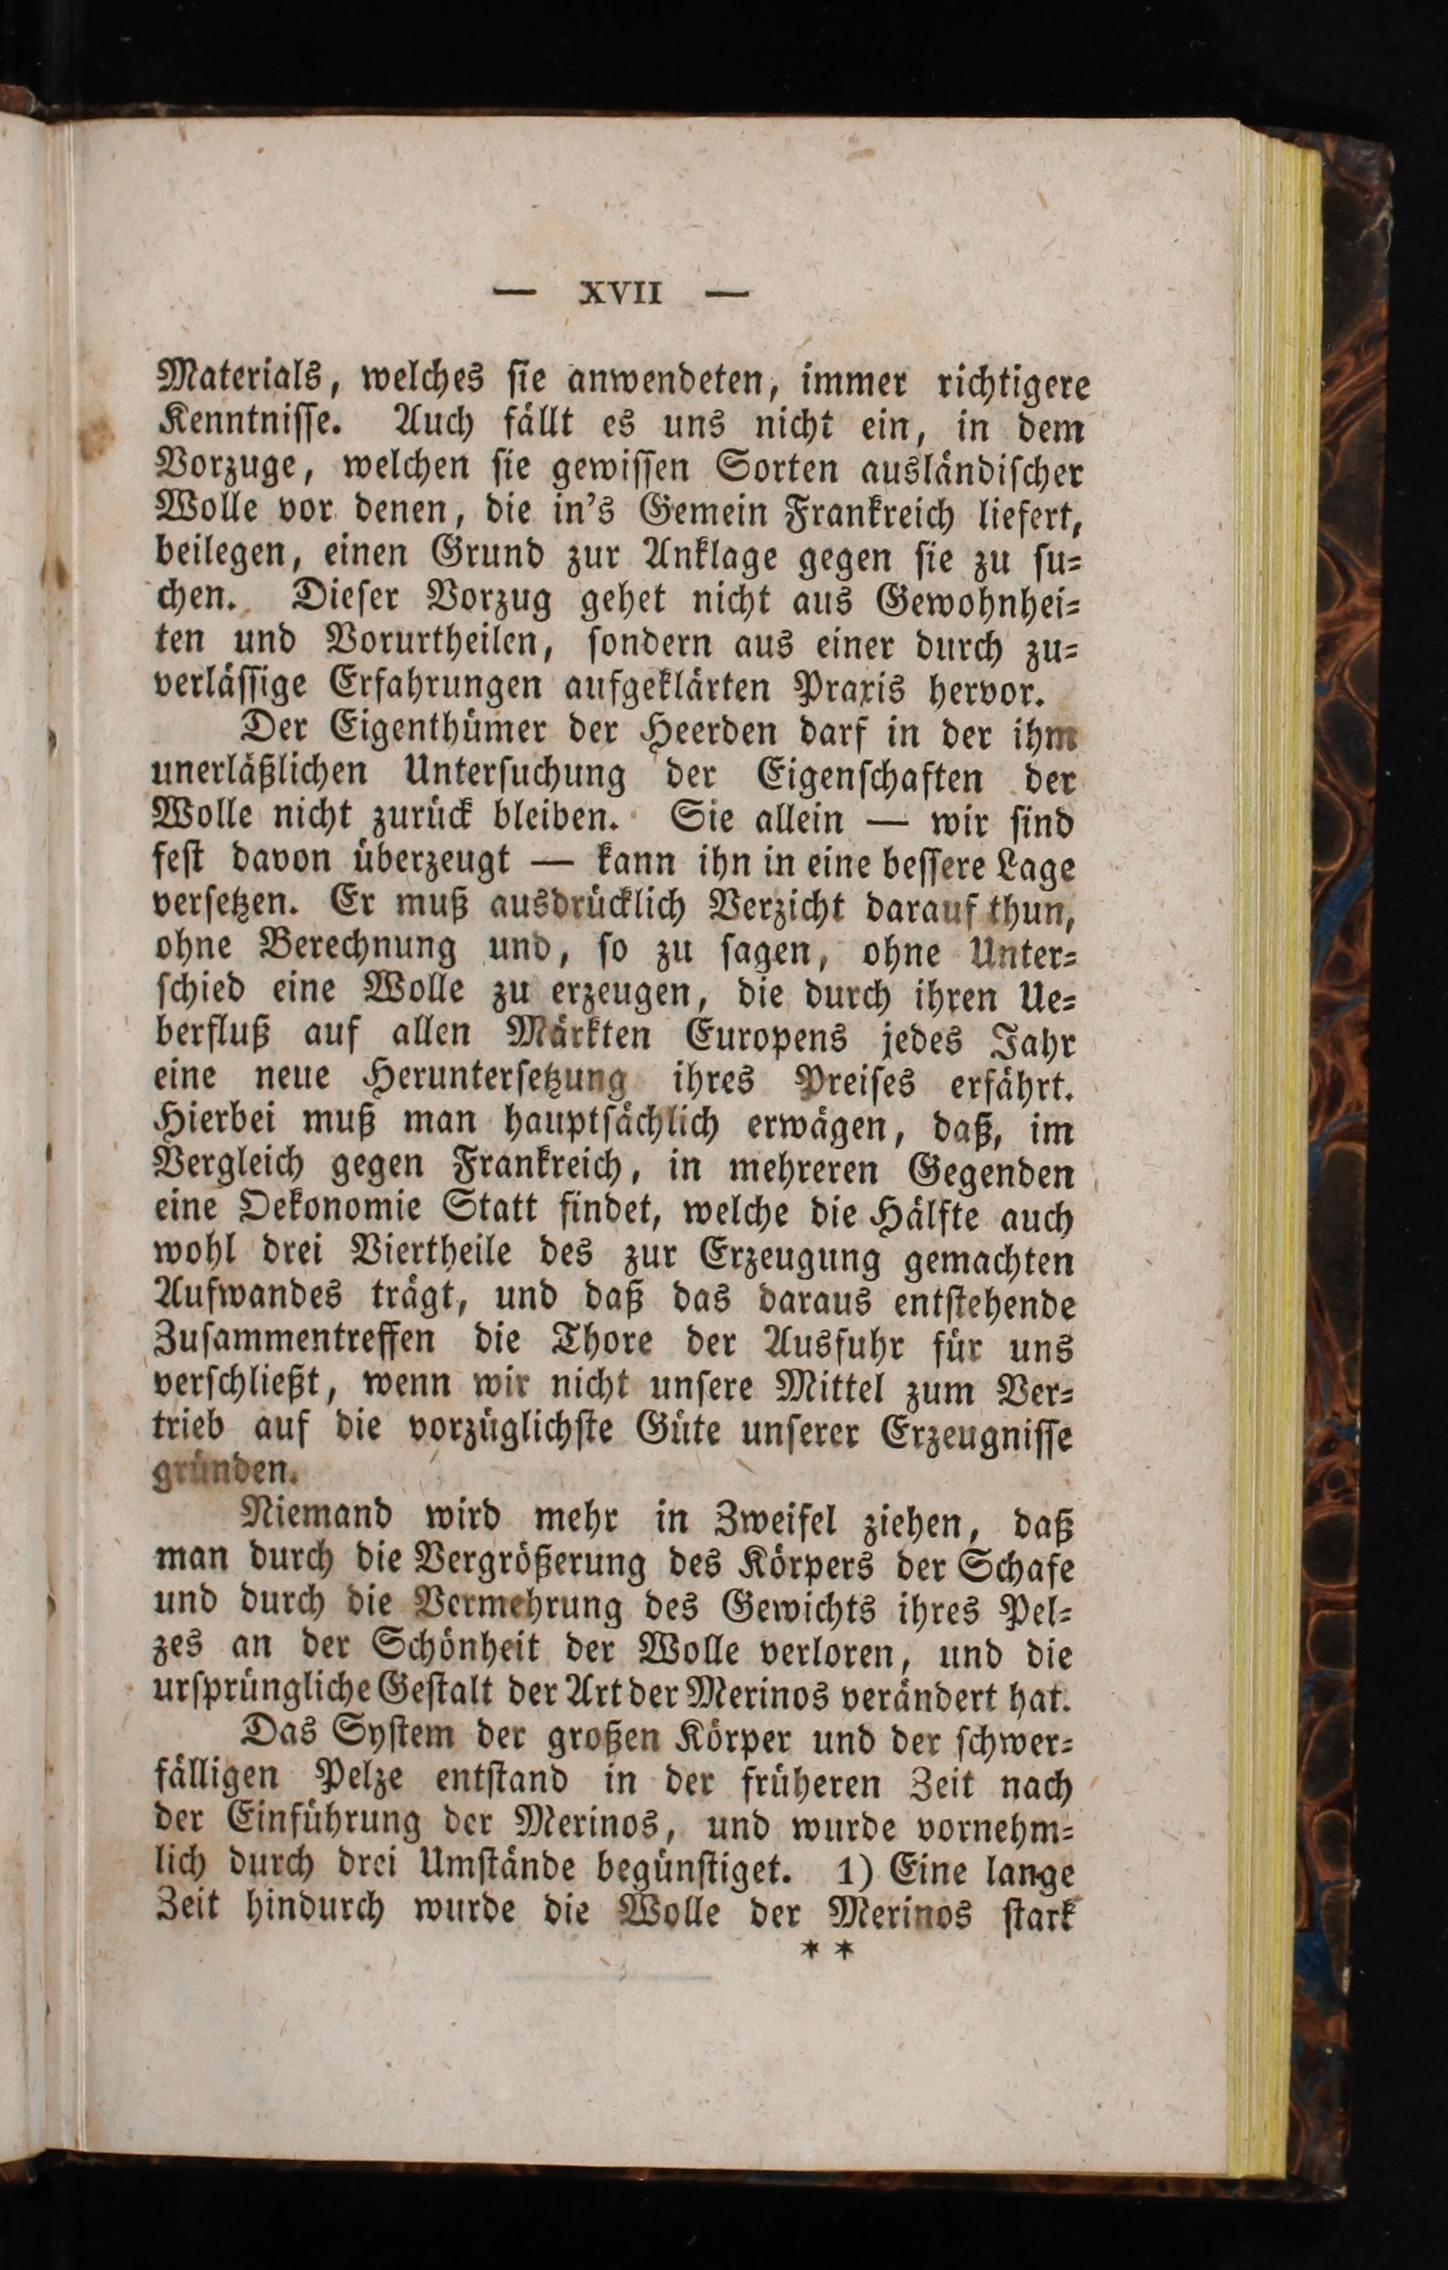 — XVII —
Materials, welches ſie anwendeten, immer richtigere
Kenntniſſe. Auch fällt es uns nicht ein, in dem
Vorzuge, welchen ſie gewiſſen Sorten ausländiſcher
Wolle vor denen, die in's Gemein Frankreich liefert,
beilegen, einen Grund zur Anklage gegen ſie zu ſu=
chen. Dieſer Vorzug gehet nicht aus Gewohnhei=
ten und Vorurtheilen, ſondern aus einer durch zu=
verläſſige Erfahrungen aufgeklärten Praxis hervor.
Der Eigenthümer der Heerden darf in der ihm
unerläßlichen Unterſuchung der Eigenſchaften der
Wolle nicht zurück bleiben. Sie allein — wir ſind
feſt davon überzeugt — kann ihn in eine beſſere Lage
verſetzen. Er muß ausdrücklich Verzicht darauf thun,
ohne Berechnung und, ſo zu ſagen, ohne Unter=
ſchied eine Wolle zu erzeugen, die durch ihren Ue=
berfluß auf allen Märkten Europens jedes Jahr
eine neue Herunterſetzung ihres Preiſes erfährt.
Hierbei muß man hauptſächlich erwägen, daß, im
Vergleich gegen Frankreich, in mehreren Gegenden
eine Oekonomie Statt findet, welche die Hälfte auch
wohl drei Viertheile des zur Erzeugung gemachten
Aufwandes trägt, und daß das daraus entſtehende
Zuſammentreffen die Thore der Ausfuhr für uns
verſchließt, wenn wir nicht unſere Mittel zum Ver=
trieb auf die vorzüglichſte Güte unſerer Erzeugniſſe
gründen.
Niemand wird mehr in Zweifel ziehen, daß
man durch die Vergrößerung des Körpers der Schafe
und durch die Vermehrung des Gewichts ihres Pel=
zes an der Schönheit der Wolle verloren, und die
urſprüngliche Geſtalt der Art der Merinos verändert hat.
Das Syſtem der großen Körper und der ſchwer=
fälligen Pelze entſtand in der früheren Zeit nach
der Einführung der Merinos, und wurde vornehm=
lich durch drei Umſtände begünſtiget. 1) Eine lange
Zeit hindurch wurde die Wolle der Merinos ſtark
* *